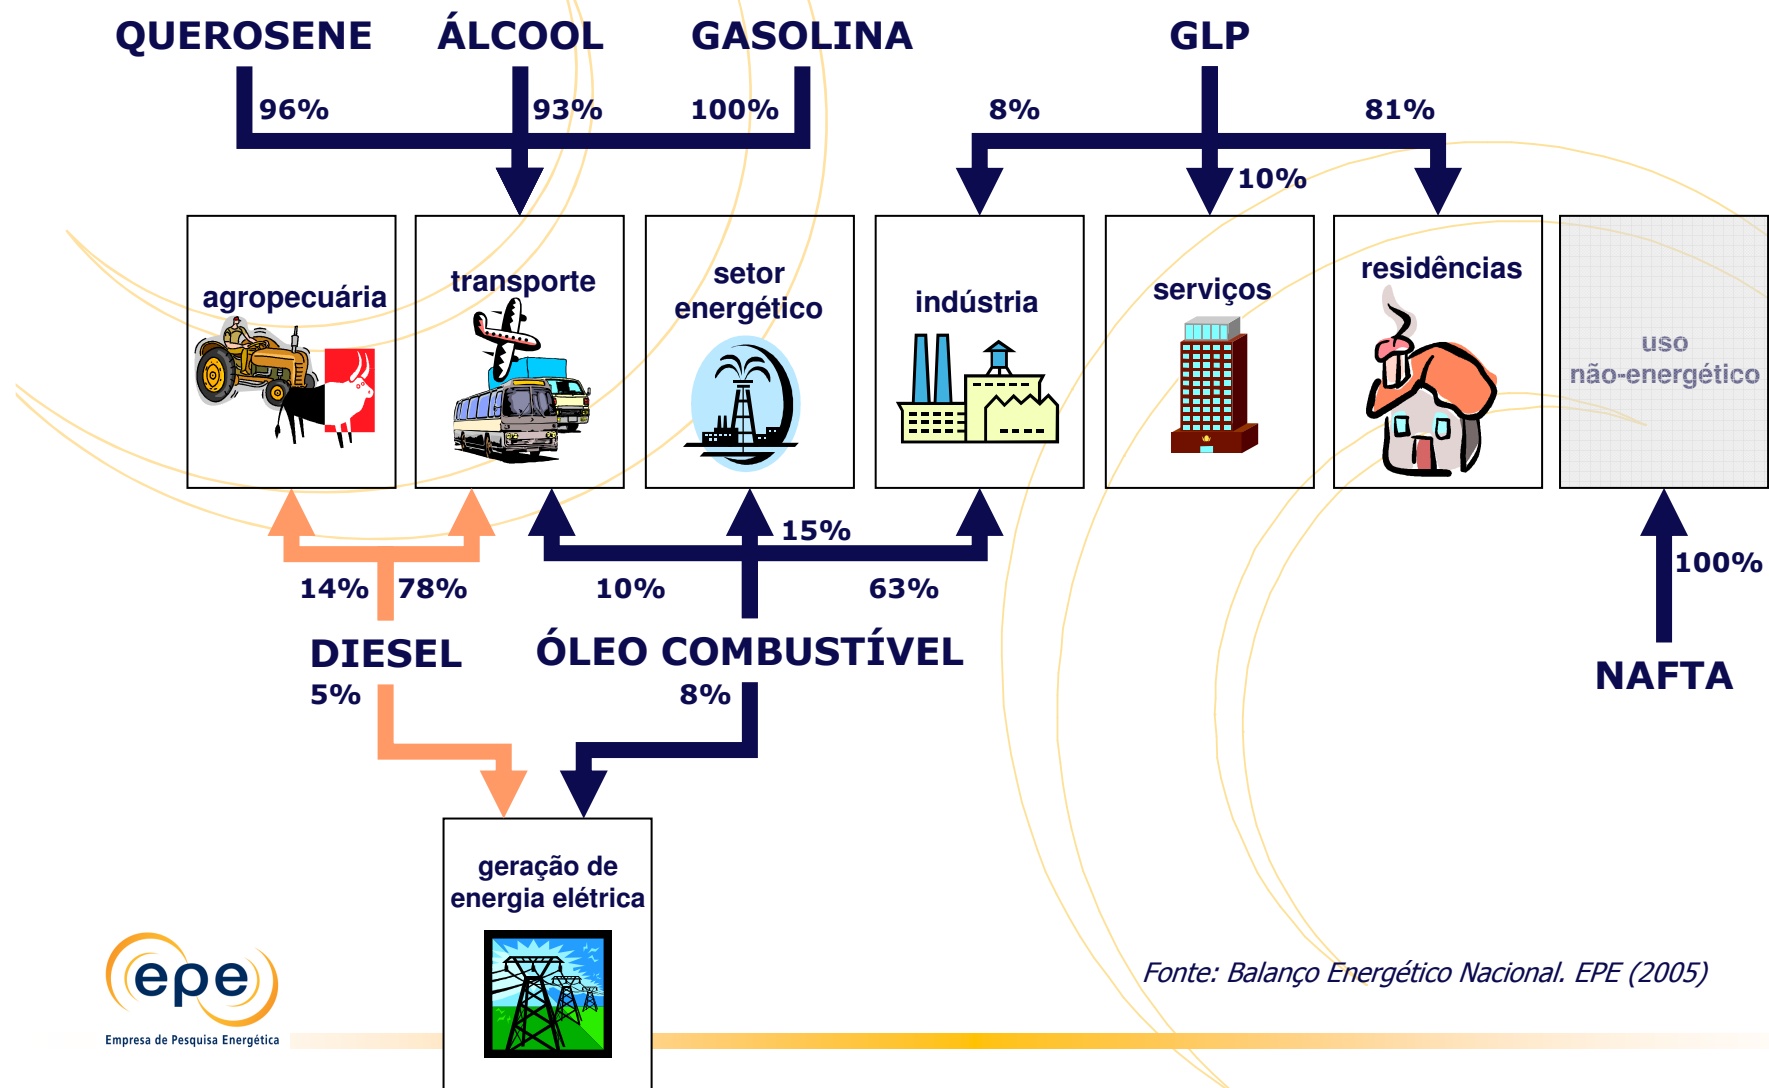 QUEROSENE ÁLCOOL GASOLINA GLP
96% 93% 100% 8% 81%
10%
agropecuária
transporte
setor
energético
indústria
serviços
residências
uso
não-energético
15%
14% 78% 10% 63% 100%
DIESEL ÓLEO COMBUSTÍVEL NAFTA
5% 8%
geração de
energia elétrica
epe
Empresa de Pesquisa Energética
Fonte: Balanço Energético Nacional. EPE (2005)